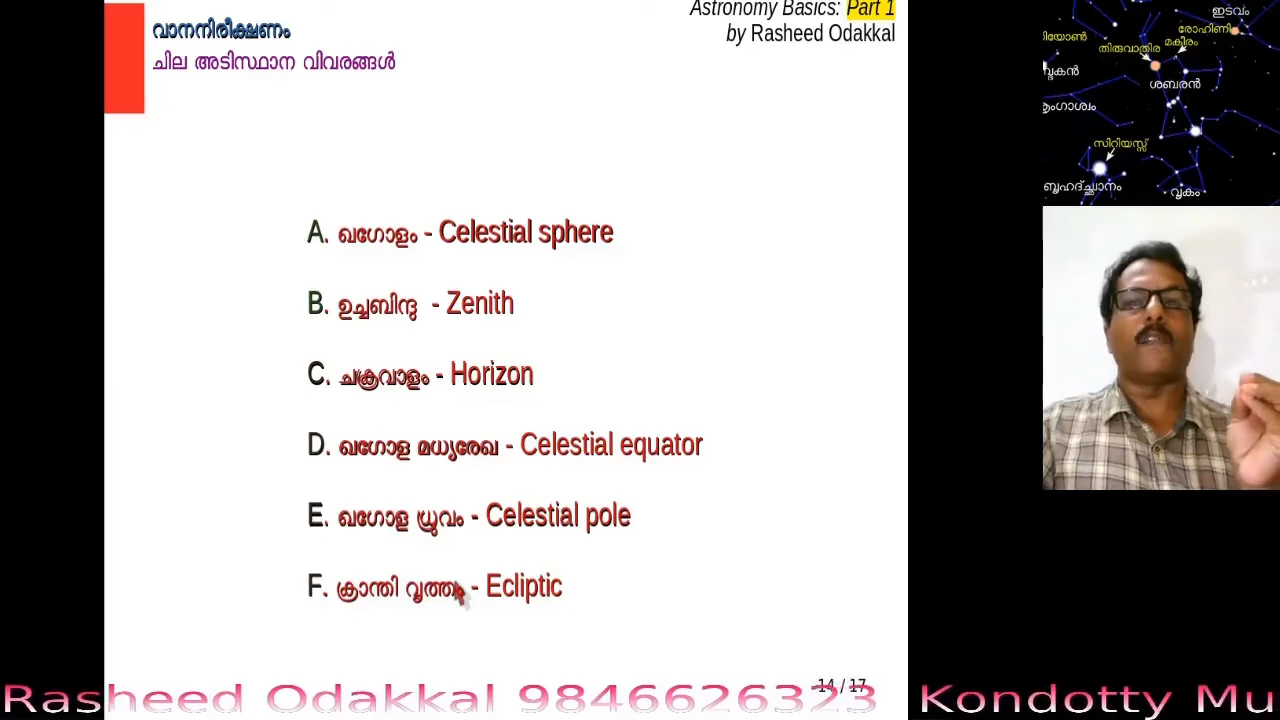 വാനനിരീക്ഷണം
ചില അടിസ്ഥാന വിവരങ്ങൾ
Astronomy Basics: Part 1
by Rasheed Odakkal
A. ഖഗോളം - Celestial sphere
B. ഉച്ചബിന്ദു - Zenith
C. ചക്രവാളം - Horizon
D. ഖഗോള മധ്യരേഖ - Celestial equator
E. ഖഗോള ധ്രുവം - Celestial pole
F. ക്രാന്തി വൃത്തം - Ecliptic
14 / 17
ഇടവം
രോഹിണി
മകീരം
തിരുവാതിര
ശബരൻ
സിറിയസ്സ്
വൃകം
Rasheed Odakkal 9846626323 Kondotty Mu